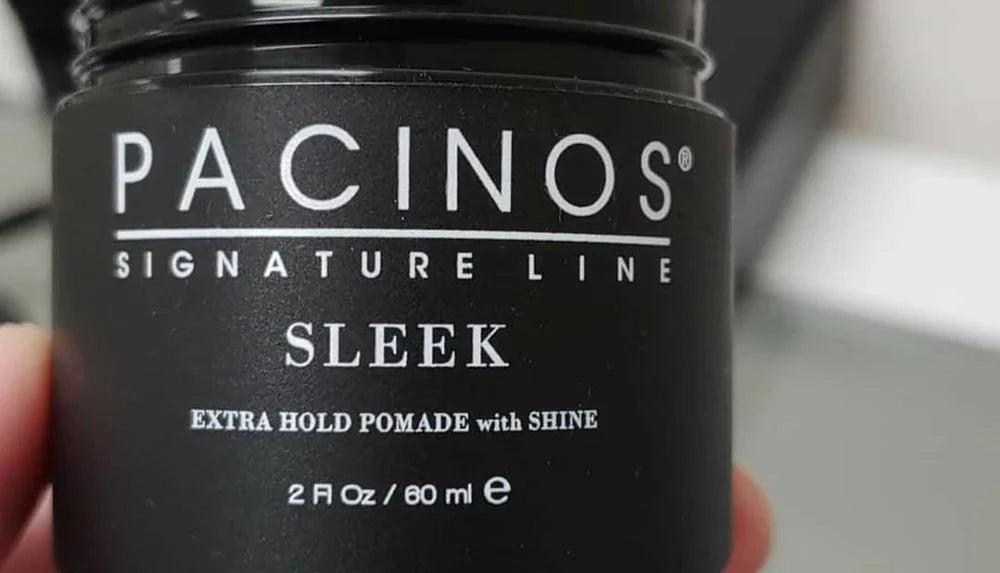 PACINOS®
SIGNATURE LINE
SLEEK
EXTRA HOLD POMADE with SHINE
2 Fl Oz / 60 ml ℮